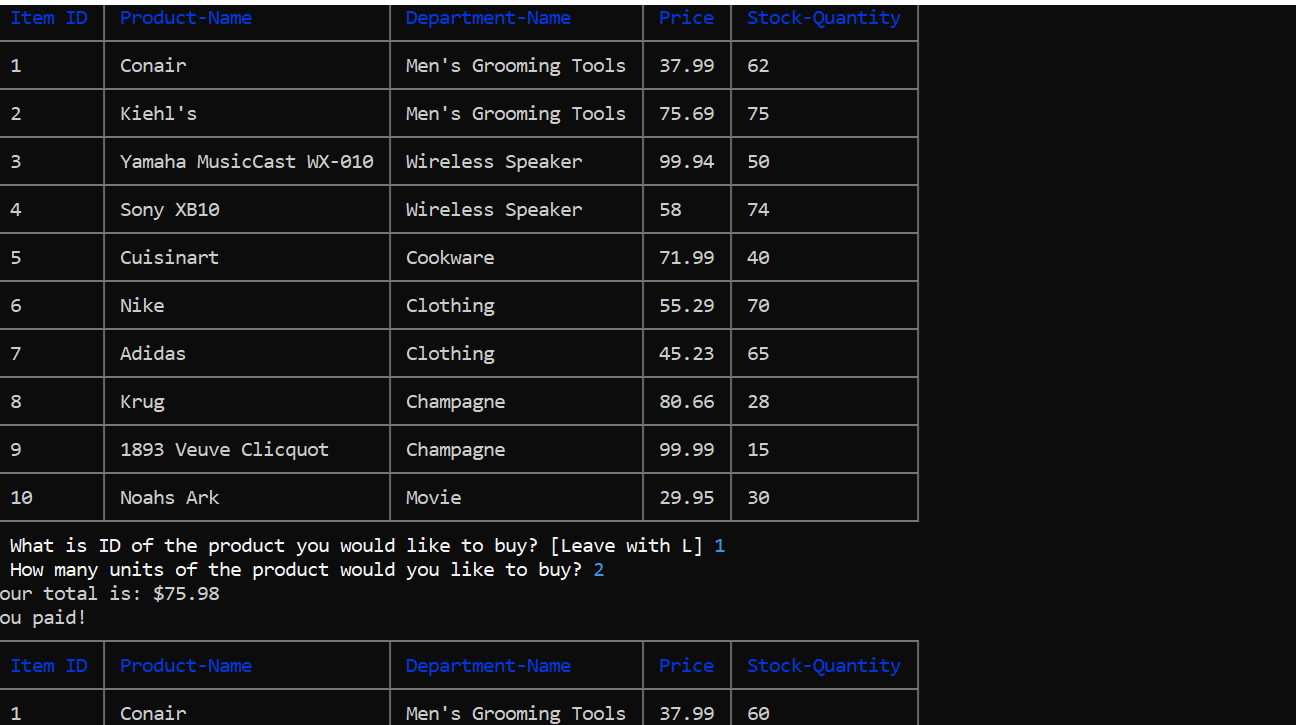 Item ID Product-Name Department-Name Price Stock-Quantity
1 Conair Men's Grooming Tools 37.99 62
2 Kiehl's Men's Grooming Tools 75.69 75
3 Yamaha MusicCast WX-010 Wireless Speaker 99.94 50
4 Sony XB10 Wireless Speaker 58 74
5 Cuisinart Cookware 71.99 40
6 Nike Clothing 55.29 70
7 Adidas Clothing 45.23 65
8 Krug Champagne 80.66 28
9 1893 Veuve Clicquot Champagne 99.99 15
10 Noahs Ark Movie 29.95 30
What is ID of the product you would like to buy? [Leave with L] 1
How many units of the product would you like to buy? 2
our total is: $75.98
ou paid!
Item ID Product-Name Department-Name Price Stock-Quantity
1 Conair Men's Grooming Tools 37.99 60